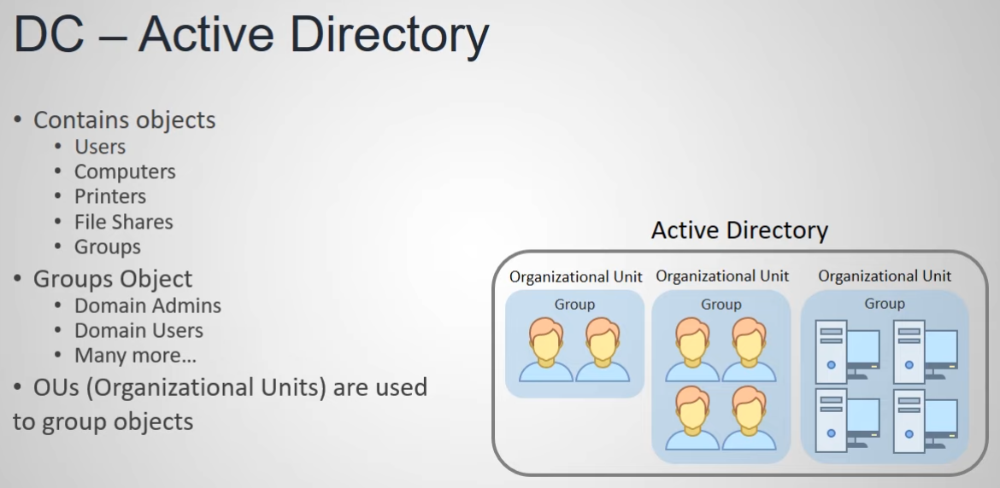 DC – Active Directory
• Contains objects
• Users
• Computers
• Printers
• File Shares
• Groups
• Groups Object
• Domain Admins
• Domain Users
• Many more...
• OUs (Organizational Units) are used
to group objects
Active Directory
Organizational Unit
Group
Organizational Unit
Group
Organizational Unit
Group